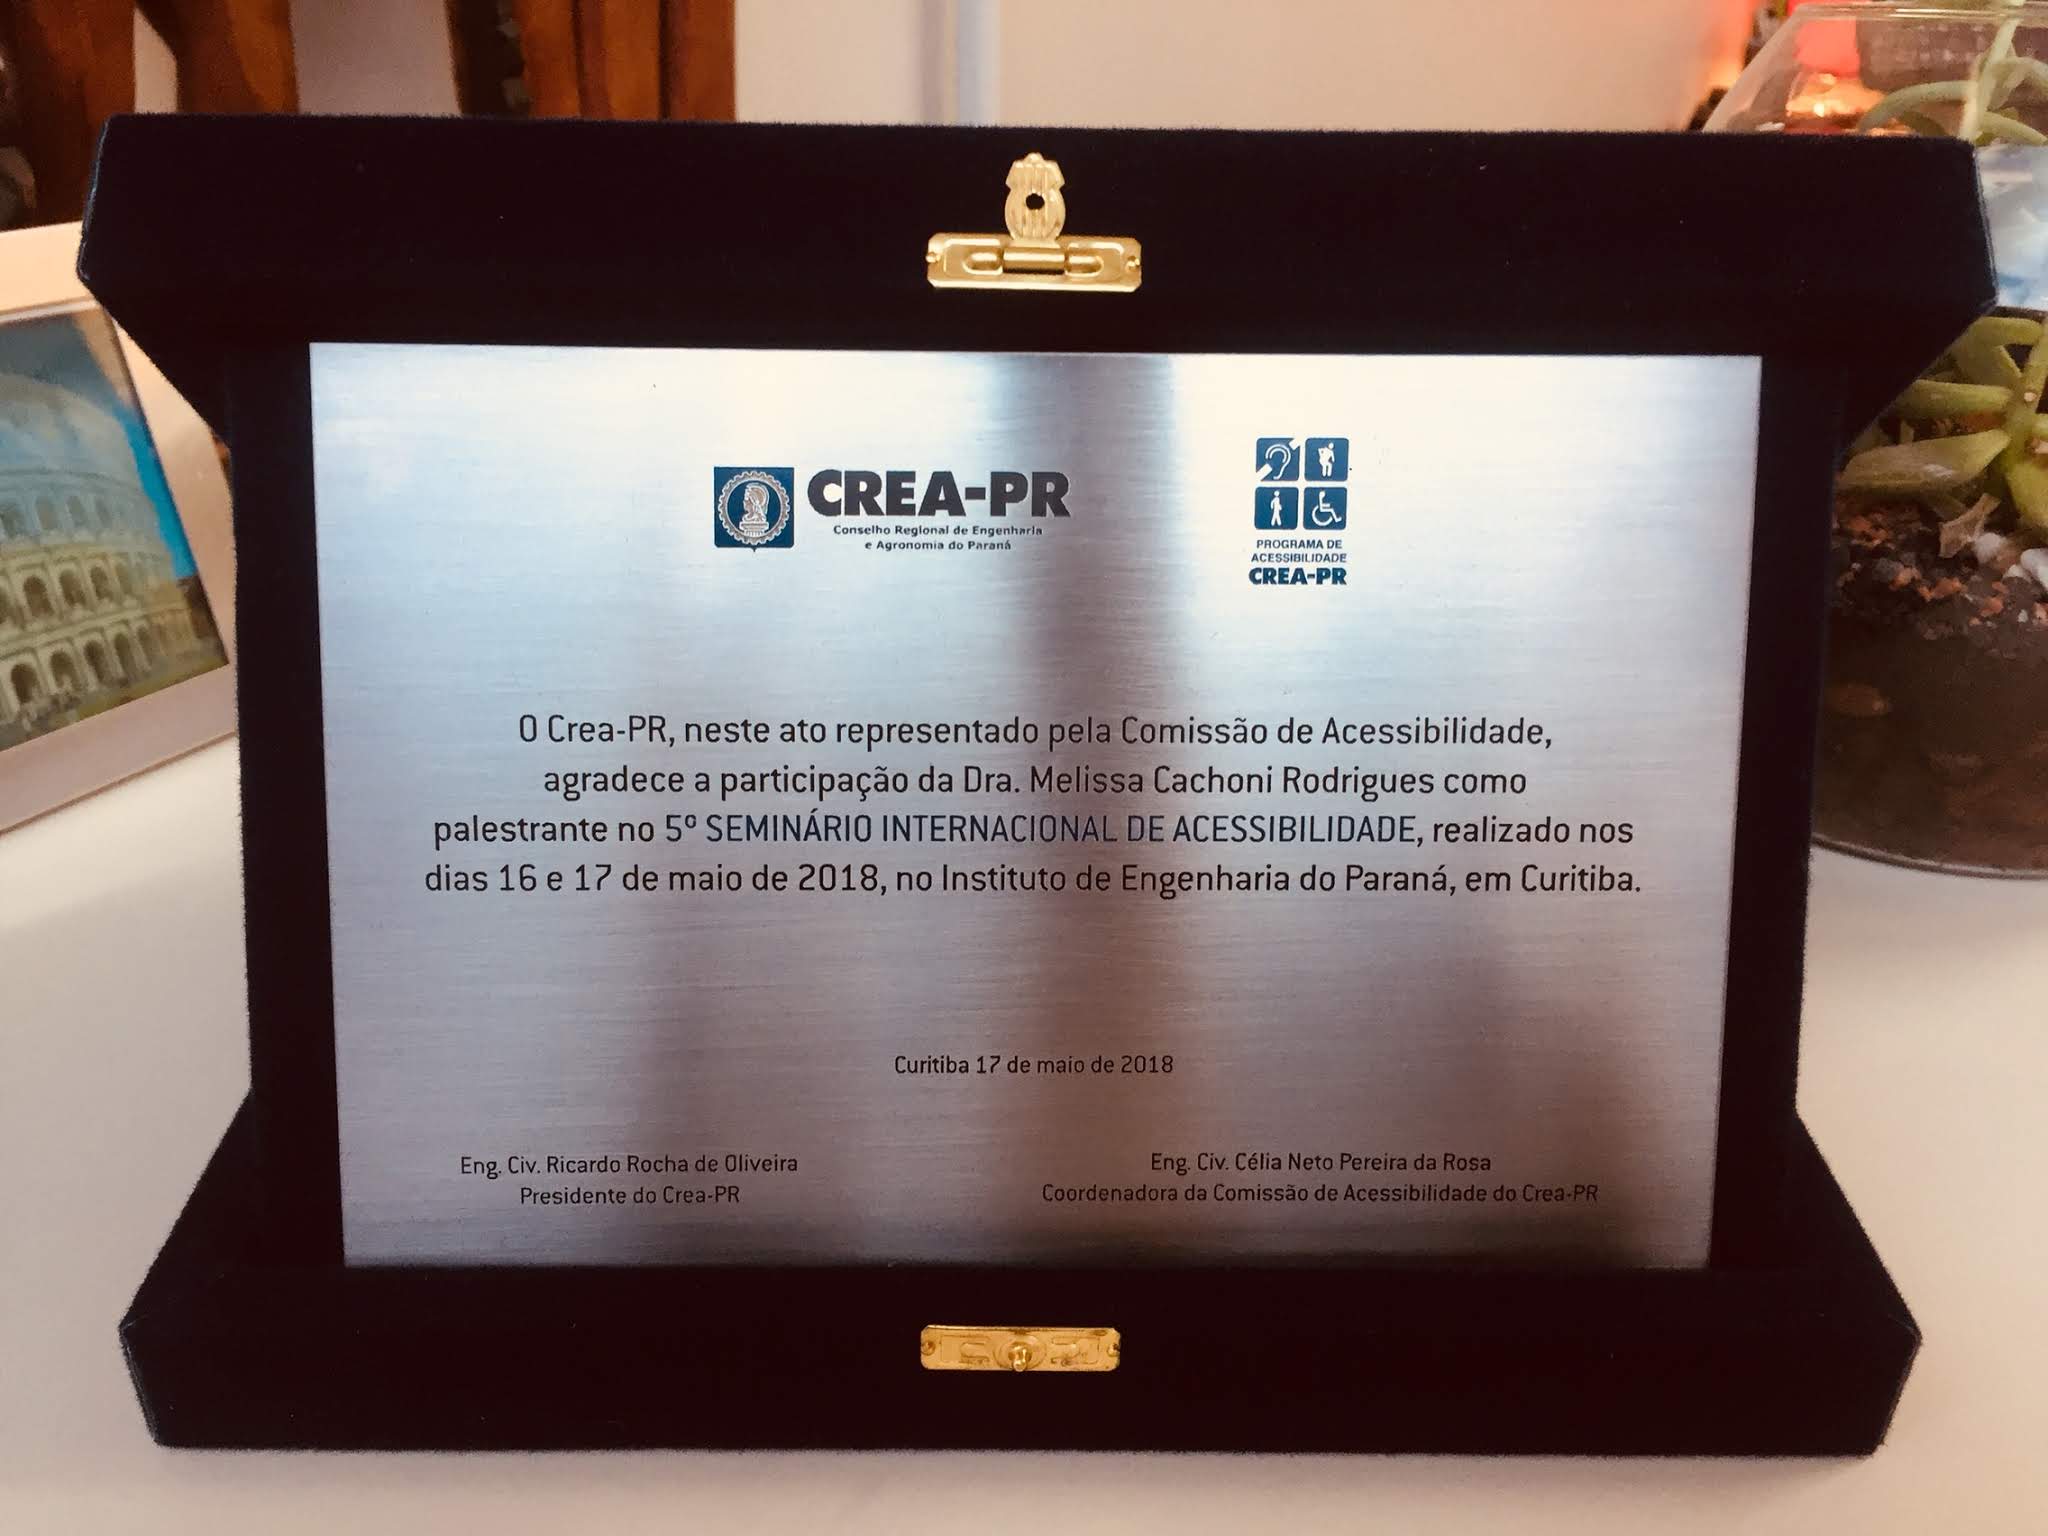 CREA-PR
Conselho Regional de Engenharia
e Agronomia do Paraná
PROGRAMA DE
ACESSIBILIDADE
CREA-PR
O Crea-PR, neste ato representado pela Comissão de Acessibilidade,
agradece a participação da Dra. Melissa Cachoni Rodrigues como
palestrante no 5º SEMINÁRIO INTERNACIONAL DE ACESSIBILIDADE, realizado nos
dias 16 e 17 de maio de 2018, no Instituto de Engenharia do Paraná, em Curitiba.
Curitiba 17 de maio de 2018
Eng. Civ. Ricardo Rocha de Oliveira
Presidente do Crea-PR
Eng. Civ. Célia Neto Pereira da Rosa
Coordenadora da Comissão de Acessibilidade do Crea-PR